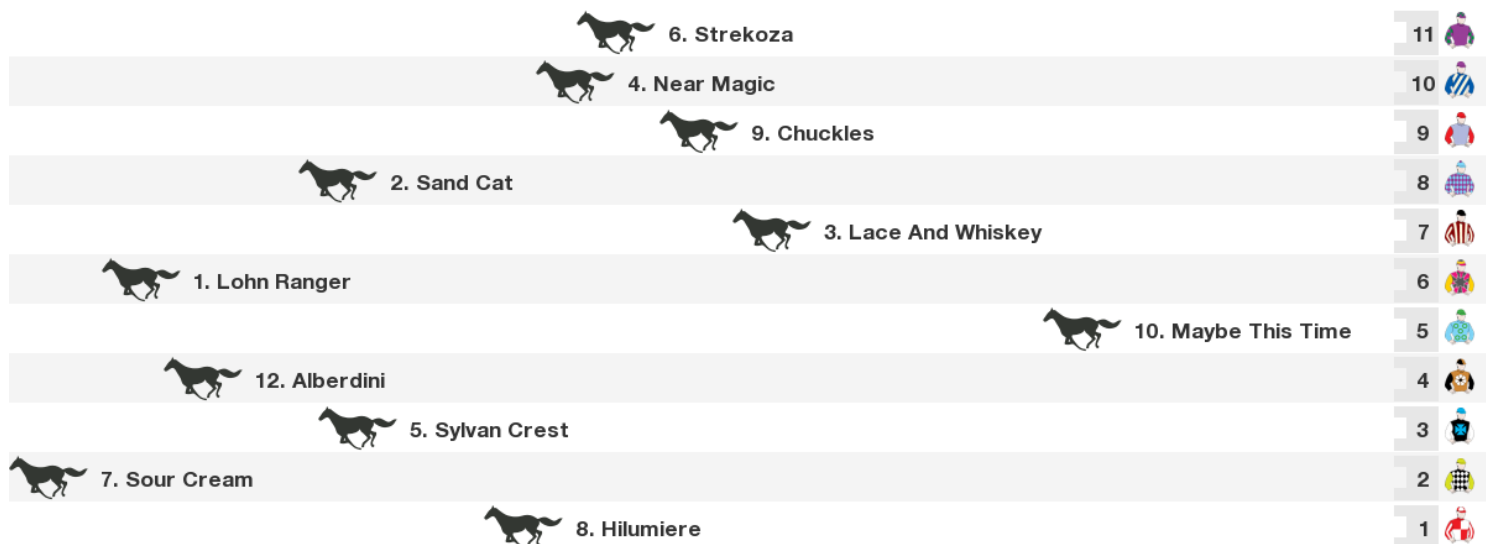 6. Strekoza 11
4. Near Magic 10
9. Chuckles 9
2. Sand Cat 8
3. Lace And Whiskey 7
1. Lohn Ranger 6
10. Maybe This Time 5
12. Alberdini 4
5. Sylvan Crest 3
7. Sour Cream 2
8. Hilumiere 1